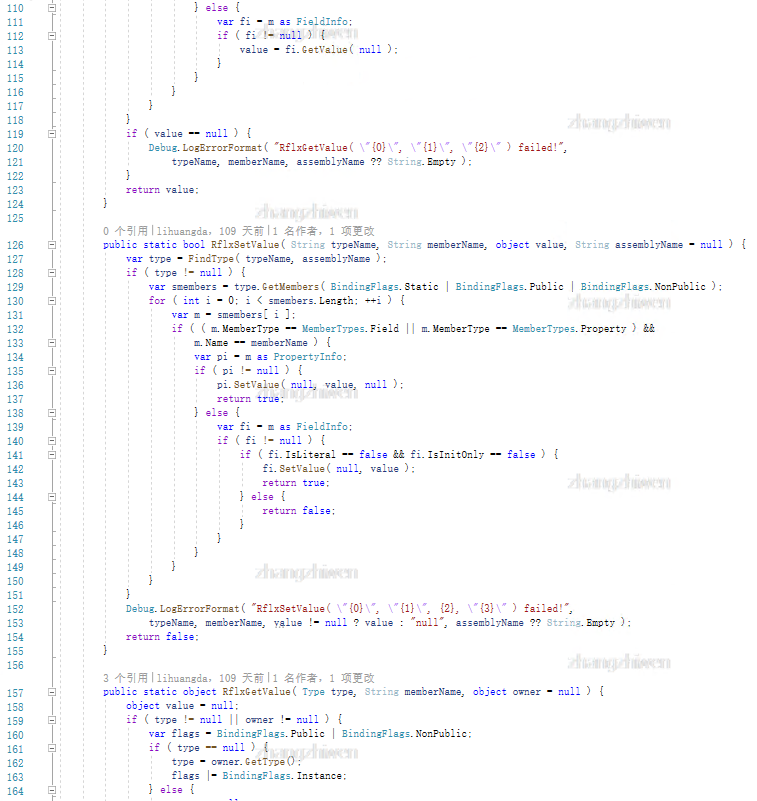 110 } else {
111 var fi = m as FieldInfo;
112 if ( fi != null ) {
113 value = fi.GetValue( null );
114 }
115 }
116 }
117 }
118 }
119 if ( value == null ) {
120 Debug.LogErrorFormat( "RflxGetValue( \"{0}\", \"{1}\", \"{2}\" ) failed!",
121 typeName, memberName, assemblyName ?? String.Empty );
122 }
123 return value;
124 }
125
0 个引用|lihuangda，109 天前|1 名作者，1 项更改
126 public static bool RflxSetValue( String typeName, String memberName, object value, String assemblyName = null ) {
127 var type = FindType( typeName, assemblyName );
128 if ( type != null ) {
129 var smembers = type.GetMembers( BindingFlags.Static | BindingFlags.Public | BindingFlags.NonPublic );
130 for ( int i = 0; i < smembers.Length; ++i ) {
131 var m = smembers[ i ];
132 if ( ( m.MemberType == MemberTypes.Field || m.MemberType == MemberTypes.Property ) &&
133 m.Name == memberName ) {
134 var pi = m as PropertyInfo;
135 if ( pi != null ) {
136 pi.SetValue( null, value, null );
137 return true;
138 } else {
139 var fi = m as FieldInfo;
140 if ( fi != null ) {
141 if ( fi.IsLiteral == false && fi.IsInitOnly == false ) {
142 fi.SetValue( null, value );
143 return true;
144 } else {
145 return false;
146 }
147 }
148 }
149 }
150 }
151 }
152 Debug.LogErrorFormat( "RflxSetValue( \"{0}\", \"{1}\", {2}, \"{3}\" ) failed!",
153 typeName, memberName, value != null ? value : "null", assemblyName ?? String.Empty );
154 return false;
155 }
156
3 个引用|lihuangda，109 天前|1 名作者，1 项更改
157 public static object RflxGetValue( Type type, String memberName, object owner = null ) {
158 object value = null;
159 if ( type != null || owner != null ) {
160 var flags = BindingFlags.Public | BindingFlags.NonPublic;
161 if ( type == null ) {
162 type = owner.GetType();
163 flags |= BindingFlags.Instance;
164 } else {
zhangzhiwen
zhangzhiwen
zhangzhiwen
zhangzhiwen
zhangzhiwen
zhangzhiwen
zhangzhiwen
zhangzhiwen
zhangzhiwen